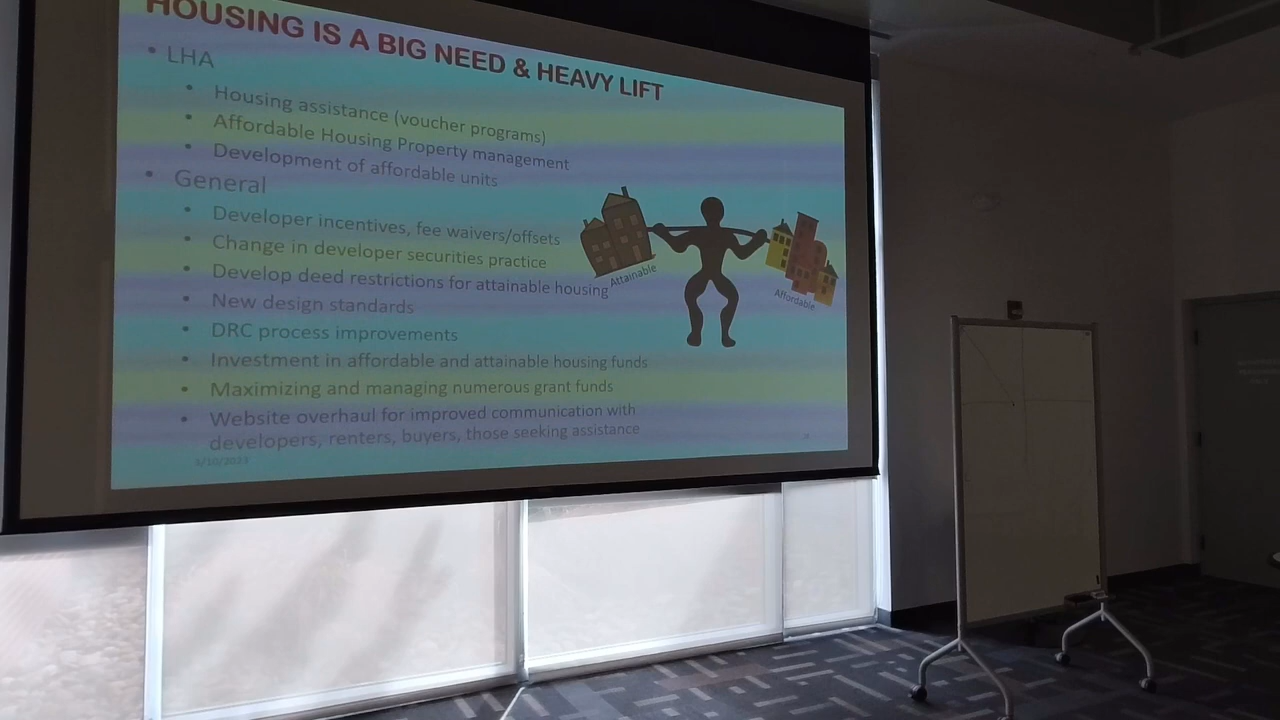 HOUSING IS A BIG NEED & HEAVY LIFT
• LHA
• Housing assistance (voucher programs)
• Affordable Housing Property management
• Development of affordable units
• General
• Developer incentives, fee waivers/offsets
• Change in developer securities practice
• Develop deed restrictions for attainable housing
• New design standards
• DRC process improvements
• Investment in affordable and attainable housing funds
• Maximizing and managing numerous grant funds
• Website overhaul for improved communication with
developers, renters, buyers, those seeking assistance
Attainable
Affordable